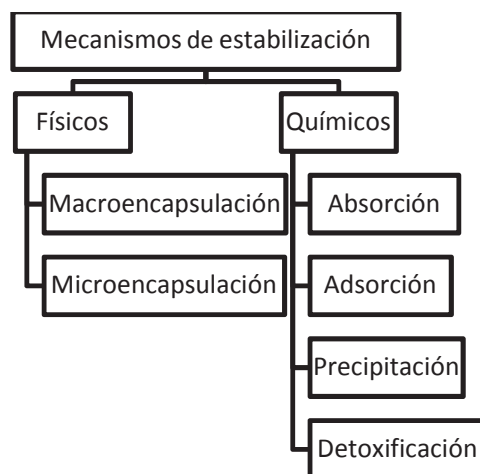 Mecanismos de estabilización
Físicos
Químicos
Macroencapsulación
Absorción
Microencapsulación
Adsorción
Precipitación
Detoxificación